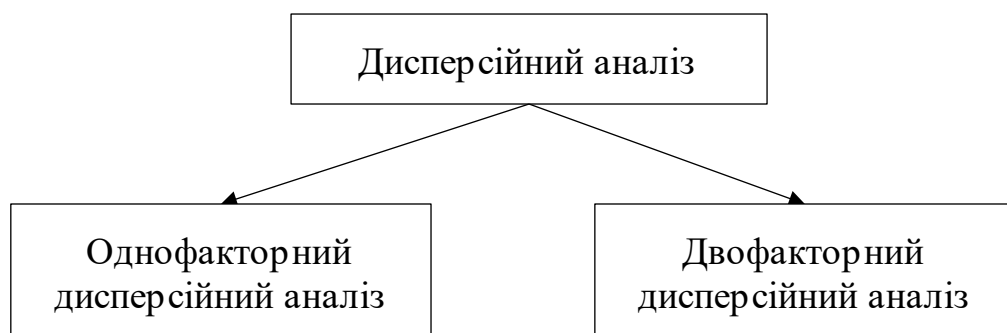 Дисперсійний аналіз
Однофакторний
дисперсійний аналіз
Двофакторний
дисперсійний аналіз